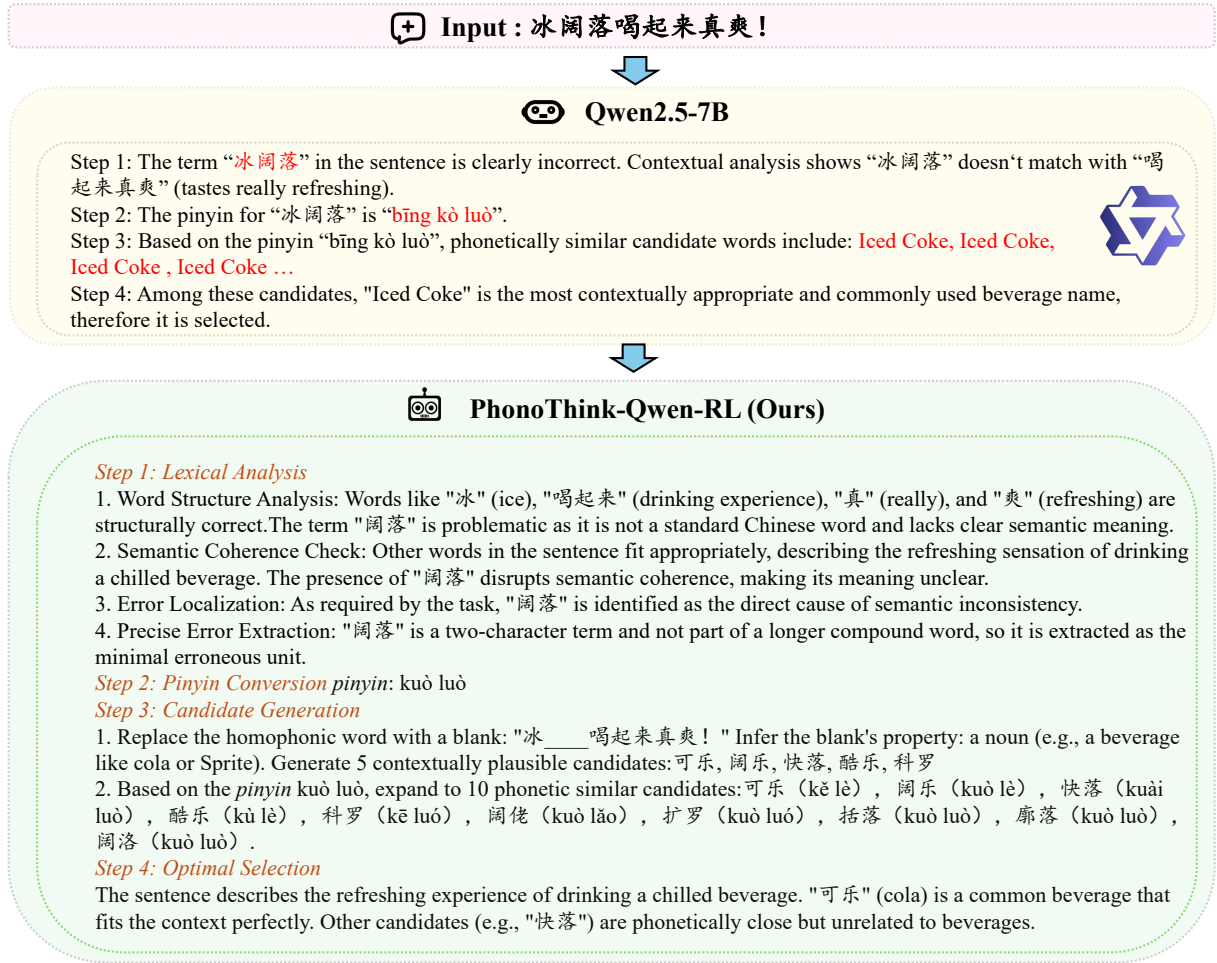 Input : 冰阔落喝起来真爽！
Qwen2.5-7B
Step 1: The term “冰阔落” in the sentence is clearly incorrect. Contextual analysis shows “冰阔落” doesn‘t match with “喝
起来真爽” (tastes really refreshing).
Step 2: The pinyin for “冰阔落” is “bīng kò luò”.
Step 3: Based on the pinyin “bīng kò luò”, phonetically similar candidate words include: Iced Coke, Iced Coke,
Iced Coke , Iced Coke …
Step 4: Among these candidates, "Iced Coke" is the most contextually appropriate and commonly used beverage name,
therefore it is selected.
PhonoThink-Qwen-RL (Ours)
Step 1: Lexical Analysis
1. Word Structure Analysis: Words like "冰" (ice), "喝起来" (drinking experience), "真" (really), and "爽" (refreshing) are
structurally correct.The term "阔落" is problematic as it is not a standard Chinese word and lacks clear semantic meaning.
2. Semantic Coherence Check: Other words in the sentence fit appropriately, describing the refreshing sensation of drinking
a chilled beverage. The presence of "阔落" disrupts semantic coherence, making its meaning unclear.
3. Error Localization: As required by the task, "阔落" is identified as the direct cause of semantic inconsistency.
4. Precise Error Extraction: "阔落" is a two-character term and not part of a longer compound word, so it is extracted as the
minimal erroneous unit.
Step 2: Pinyin Conversion pinyin: kuò luò
Step 3: Candidate Generation
1. Replace the homophonic word with a blank: "冰____喝起来真爽！" Infer the blank's property: a noun (e.g., a beverage
like cola or Sprite). Generate 5 contextually plausible candidates:可乐, 阔乐, 快落, 酷乐, 科罗
2. Based on the pinyin kuò luò, expand to 10 phonetic similar candidates:可乐（kě lè），阔乐（kuò lè），快落（kuài
luò），酷乐（kù lè），科罗（kē luó），阔佬（kuò lǎo），扩罗（kuò luó），括落（kuò luò），廓落（kuò luò），
阔洛（kuò luò）.
Step 4: Optimal Selection
The sentence describes the refreshing experience of drinking a chilled beverage. "可乐" (cola) is a common beverage that
fits the context perfectly. Other candidates (e.g., "快落") are phonetically close but unrelated to beverages.